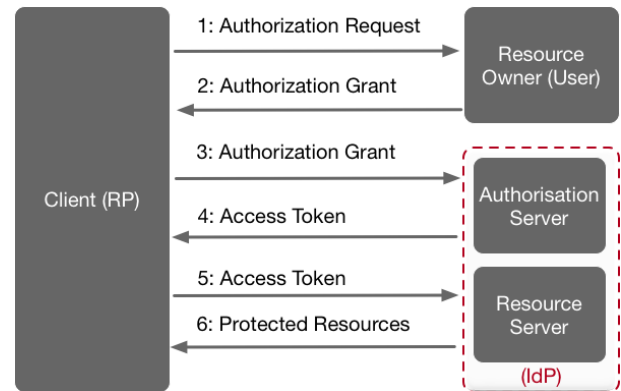 1: Authorization Request
Resource
Owner (User)
2: Authorization Grant
3: Authorization Grant
Client (RP)
Authorisation
Server
4: Access Token
5: Access Token
Resource
Server
6: Protected Resources
(IdP)